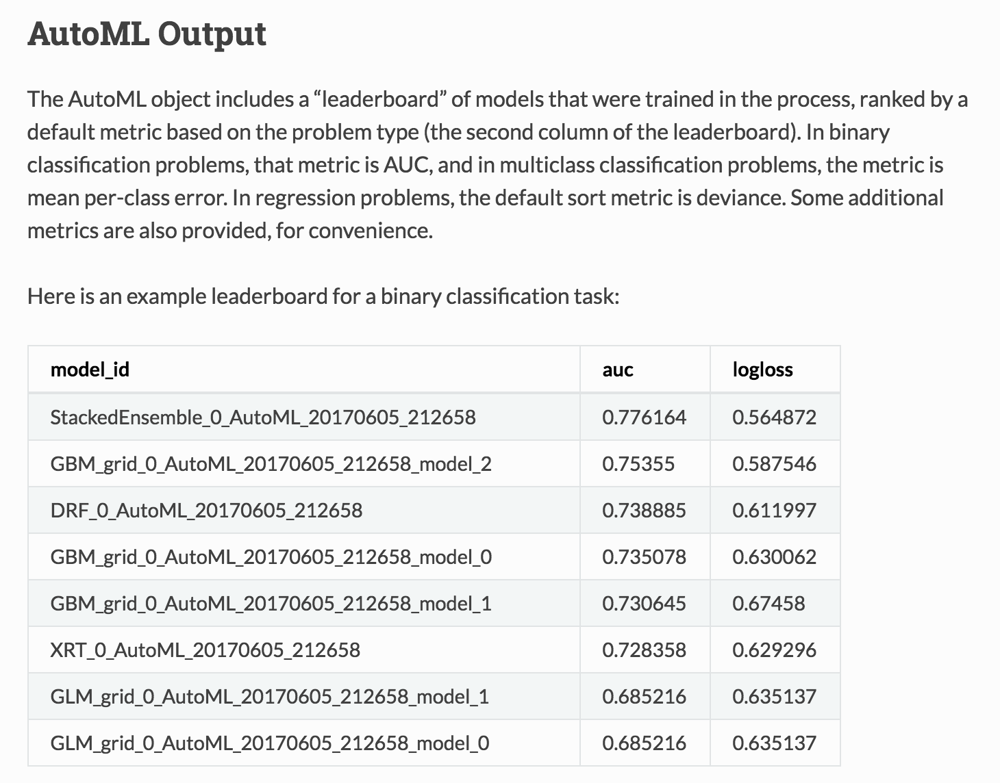 AutoML Output
The AutoML object includes a “leaderboard” of models that were trained in the process, ranked by a
default metric based on the problem type (the second column of the leaderboard). In binary
classification problems, that metric is AUC, and in multiclass classification problems, the metric is
mean per-class error. In regression problems, the default sort metric is deviance. Some additional
metrics are also provided, for convenience.
Here is an example leaderboard for a binary classification task:
model_id auc logloss
StackedEnsemble_0_AutoML_20170605_212658 0.776164 0.564872
GBM_grid_0_AutoML_20170605_212658_model_2 0.75355 0.587546
DRF_0_AutoML_20170605_212658 0.738885 0.611997
GBM_grid_0_AutoML_20170605_212658_model_0 0.735078 0.630062
GBM_grid_0_AutoML_20170605_212658_model_1 0.730645 0.67458
XRT_0_AutoML_20170605_212658 0.728358 0.629296
GLM_grid_0_AutoML_20170605_212658_model_1 0.685216 0.635137
GLM_grid_0_AutoML_20170605_212658_model_0 0.685216 0.635137